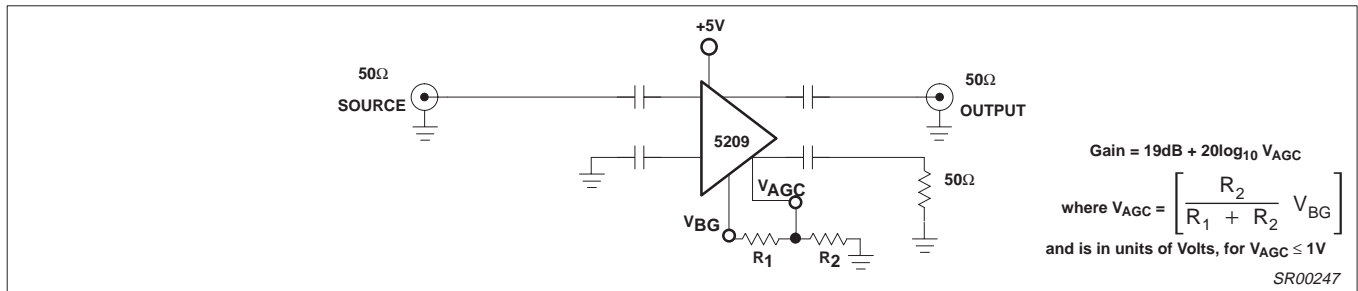 +5V
50Ω
SOURCE
50Ω
OUTPUT
5209
50Ω
VAGC
VBG
R1
R2
Gain = 19dB + 20log10 VAGC
where VAGC = [ R2 / R1 + R2 VBG ]
and is in units of Volts, for VAGC ≤ 1V
SR00247